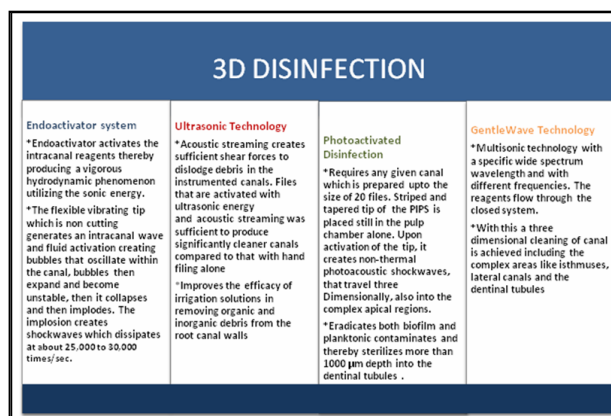 3D DISINFECTION
Endoactivator system
*Endoactivator activates the
intracanal reagents thereby
producing a vigorous
hydrodynamic phenomenon
utilizing the sonic energy.
*The flexible vibrating tip
which is non cutting
generates an intracanal wave
and fluid activation creating
bubbles that oscillate within
the canal, bubbles then
expand and become
unstable, then it collapses
and then implodes. The
implosion creates
shockwaves which dissipates
at about 25,000 to 30,000
times/sec.
Ultrasonic Technology
*Acoustic streaming creates
sufficient shear forces to
dislodge debris in the
instrumented canals. Files
that are activated with
ultrasonic energy
and acoustic streaming was
sufficient to produce
significantly cleaner canals
compared to that with hand
filing alone
*Improves the efficacy of
irrigation solutions in
removing organic and
inorganic debris from the
root canal walls
Photoactivated
Disinfection
*Requires any given canal
which is prepared upto the
size of 20 files. Striped and
tapered tip of the PIPS is
placed still in the pulp
chamber alone. Upon
activation of the tip, it
creates non-thermal
photoacoustic shockwaves,
that travel three
Dimensionally, also into the
complex apical regions.
*Eradicates both biofilm and
planktonic contaminates and
thereby sterilizes more than
1000 µm depth into the
dentinal tubules .
GentleWave Technology
*Multisonic technology with
a specific wide spectrum
wavelength and with
different frequencies. The
reagents flow through the
closed system.
*With this a three
dimensional cleaning of canal
is achieved including the
complex areas like isthmuses,
lateral canals and the
dentinal tubules